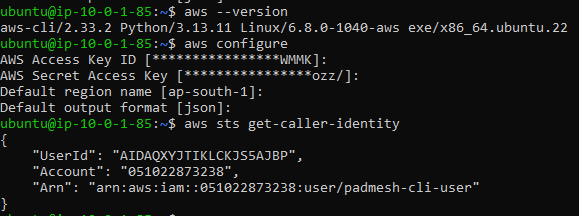 ubuntu@ip-10-0-1-85:~$ aws --version
aws-cli/2.33.2 Python/3.13.11 Linux/6.8.0-1040-aws exe/x86_64.ubuntu.22
ubuntu@ip-10-0-1-85:~$ aws configure
AWS Access Key ID [****************WMMK]:
AWS Secret Access Key [****************ozz/]:
Default region name [ap-south-1]:
Default output format [json]:
ubuntu@ip-10-0-1-85:~$ aws sts get-caller-identity
{
    "UserId": "AIDAQXYJTIKLCKJS5AJBP",
    "Account": "051022873238",
    "Arn": "arn:aws:iam::051022873238:user/padmesh-cli-user"
}